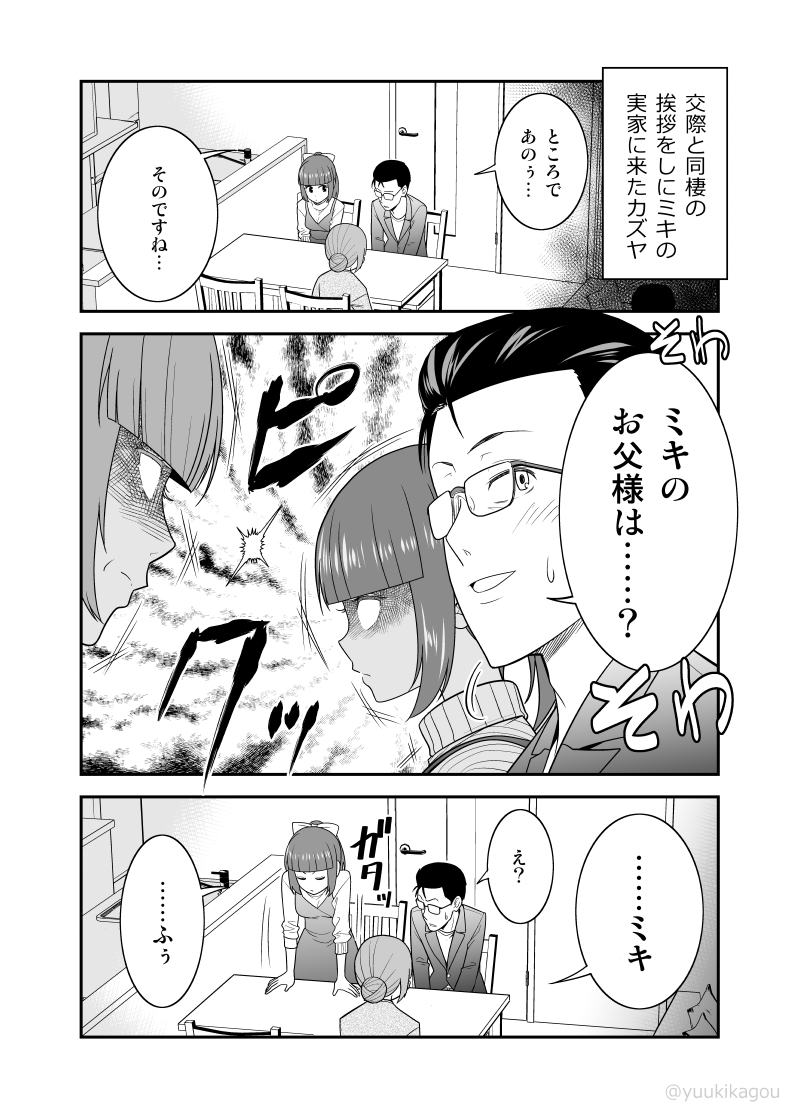 交際と同棲の
挨拶をしにミキの
実家に来たカズヤ
ところで
あのぅ…
そのですね…
そわ
ミキの
お父様は……?
そわ
ピ
クッ
……ミキ
え?
ガタッ
……ふぅ
@yuukikagou